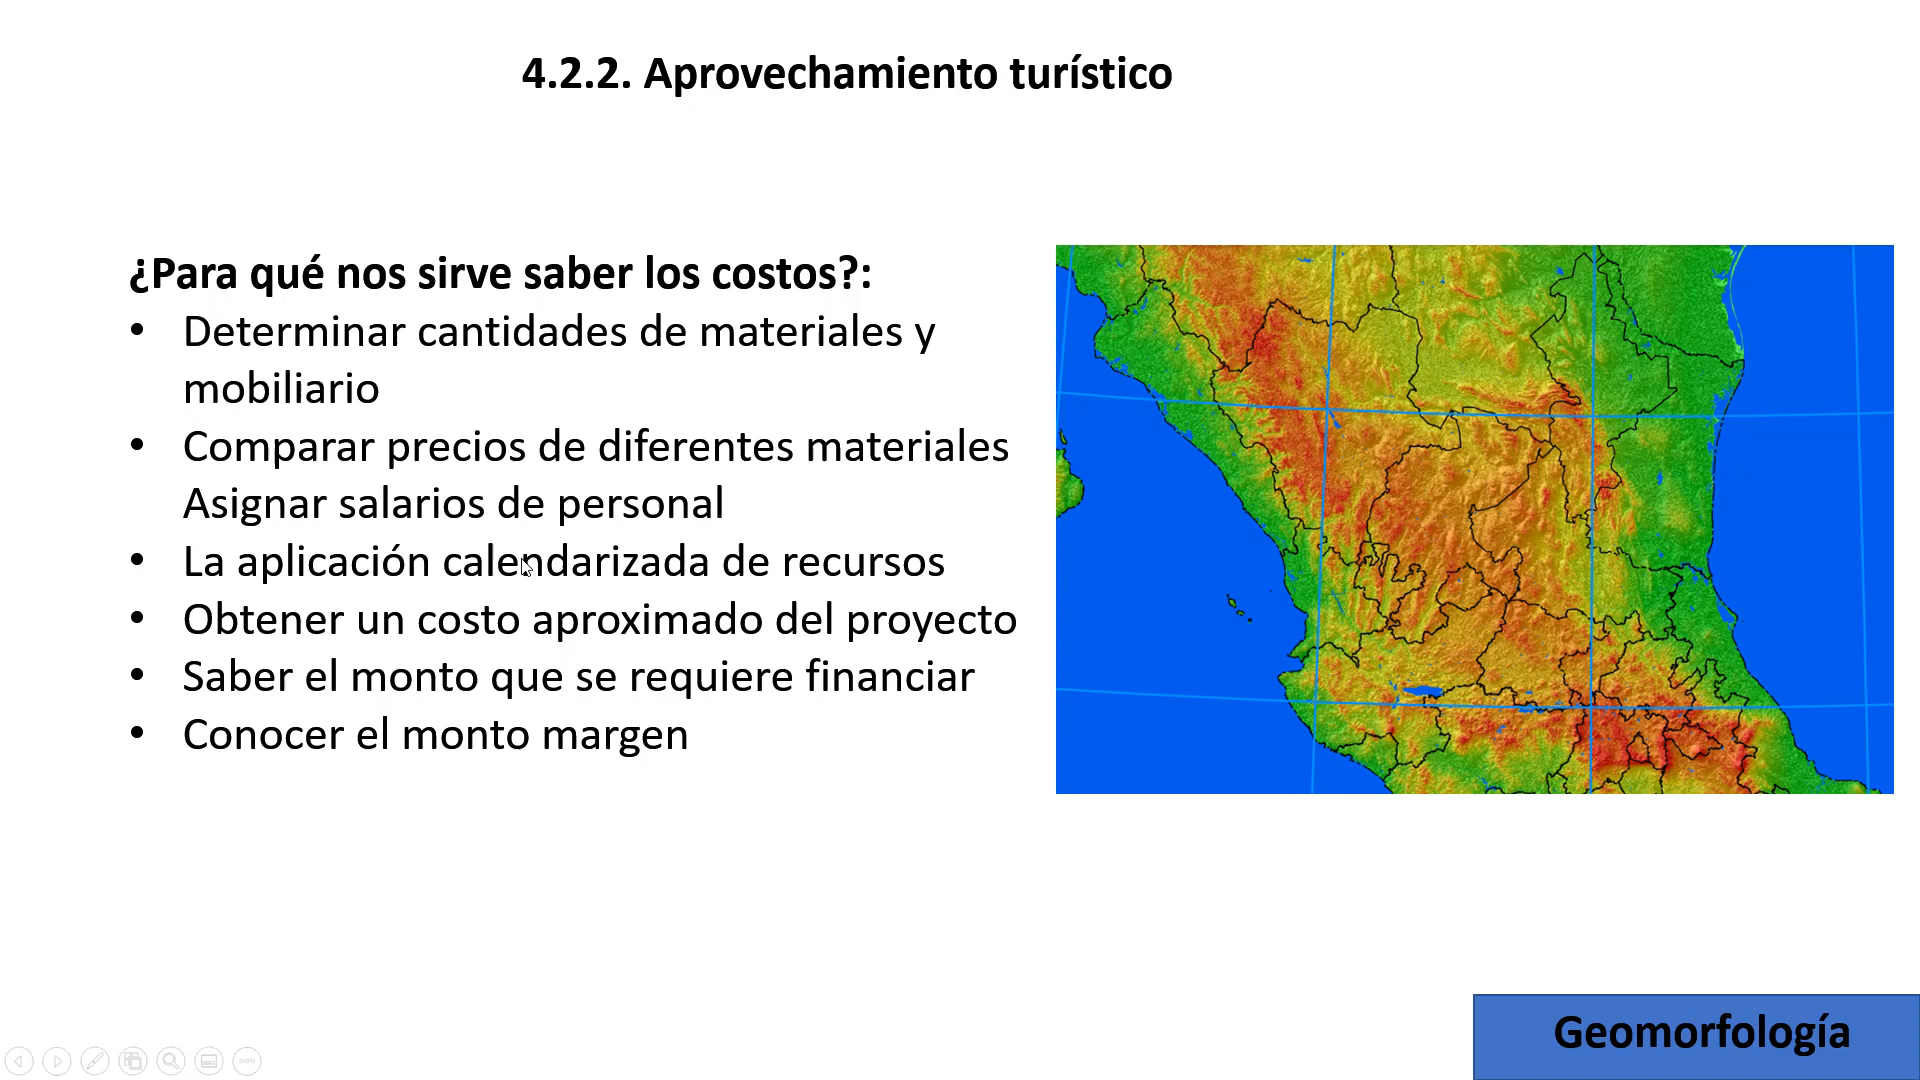 4.2.2. Aprovechamiento turístico
¿Para qué nos sirve saber los costos?:
• Determinar cantidades de materiales y
mobiliario
• Comparar precios de diferentes materiales
Asignar salarios de personal
• La aplicación calendarizada de recursos
• Obtener un costo aproximado del proyecto
• Saber el monto que se requiere financiar
• Conocer el monto margen
Geomorfología